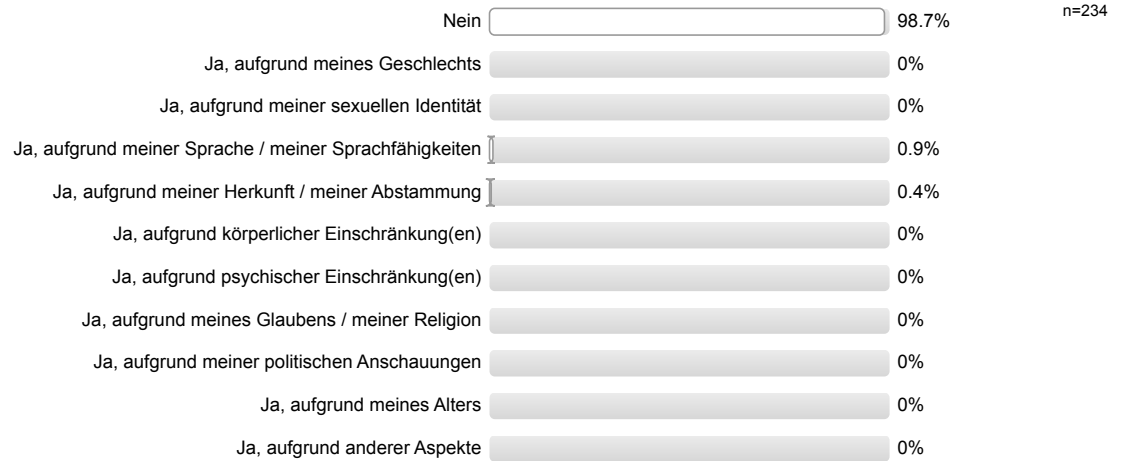 Nein 98.7% n=234
Ja, aufgrund meines Geschlechts 0%
Ja, aufgrund meiner sexuellen Identität 0%
Ja, aufgrund meiner Sprache / meiner Sprachfähigkeiten 0.9%
Ja, aufgrund meiner Herkunft / meiner Abstammung 0.4%
Ja, aufgrund körperlicher Einschränkung(en) 0%
Ja, aufgrund psychischer Einschränkung(en) 0%
Ja, aufgrund meines Glaubens / meiner Religion 0%
Ja, aufgrund meiner politischen Anschauungen 0%
Ja, aufgrund meines Alters 0%
Ja, aufgrund anderer Aspekte 0%